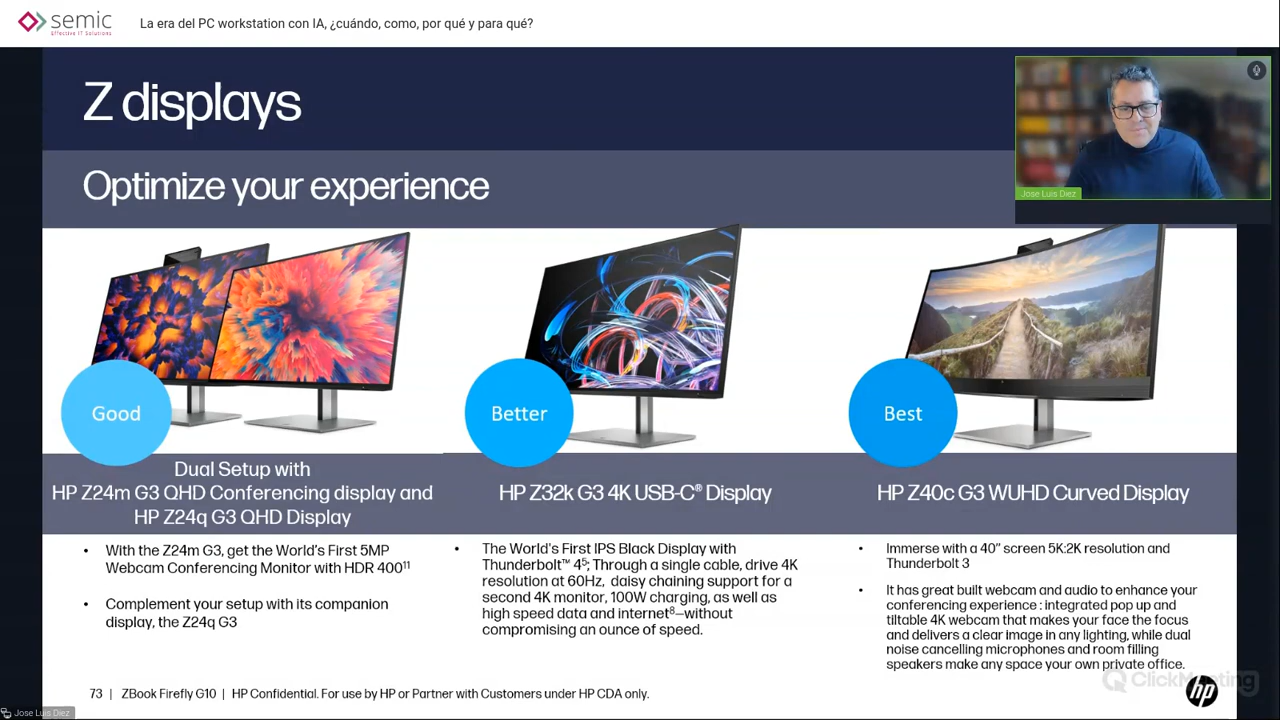 semic
Effective IT Solutions
La era del PC workstation con IA, ¿cuándo, como, por qué y para qué?
Z displays
Optimize your experience
Jose Luis Diez
Good
Better
Best
Dual Setup with
HP Z24m G3 QHD Conferencing display and
HP Z24q G3 QHD Display
• With the Z24m G3, get the World's First 5MP
Webcam Conferencing Monitor with HDR 400¹¹
• Complement your setup with its companion
display, the Z24q G3
HP Z32k G3 4K USB-C® Display
• The World's First IPS Black Display with
Thunderbolt™ 4⁵; Through a single cable, drive 4K
resolution at 60Hz, daisy chaining support for a
second 4K monitor, 100W charging, as well as
high speed data and internet⁸—without
compromising an ounce of speed.
HP Z40c G3 WUHD Curved Display
• Immerse with a 40” screen 5K:2K resolution and
Thunderbolt 3
• It has great built webcam and audio to enhance your
conferencing experience : integrated pop up and
tiltable 4K webcam that makes your face the focus
and delivers a clear image in any lighting, while dual
noise cancelling microphones and room filling
speakers make any space your own private office.
73 | ZBook Firefly G10 | HP Confidential. For use by HP or Partner with Customers under HP CDA only.
ClickMeeting
hp
Jose Luis Diez